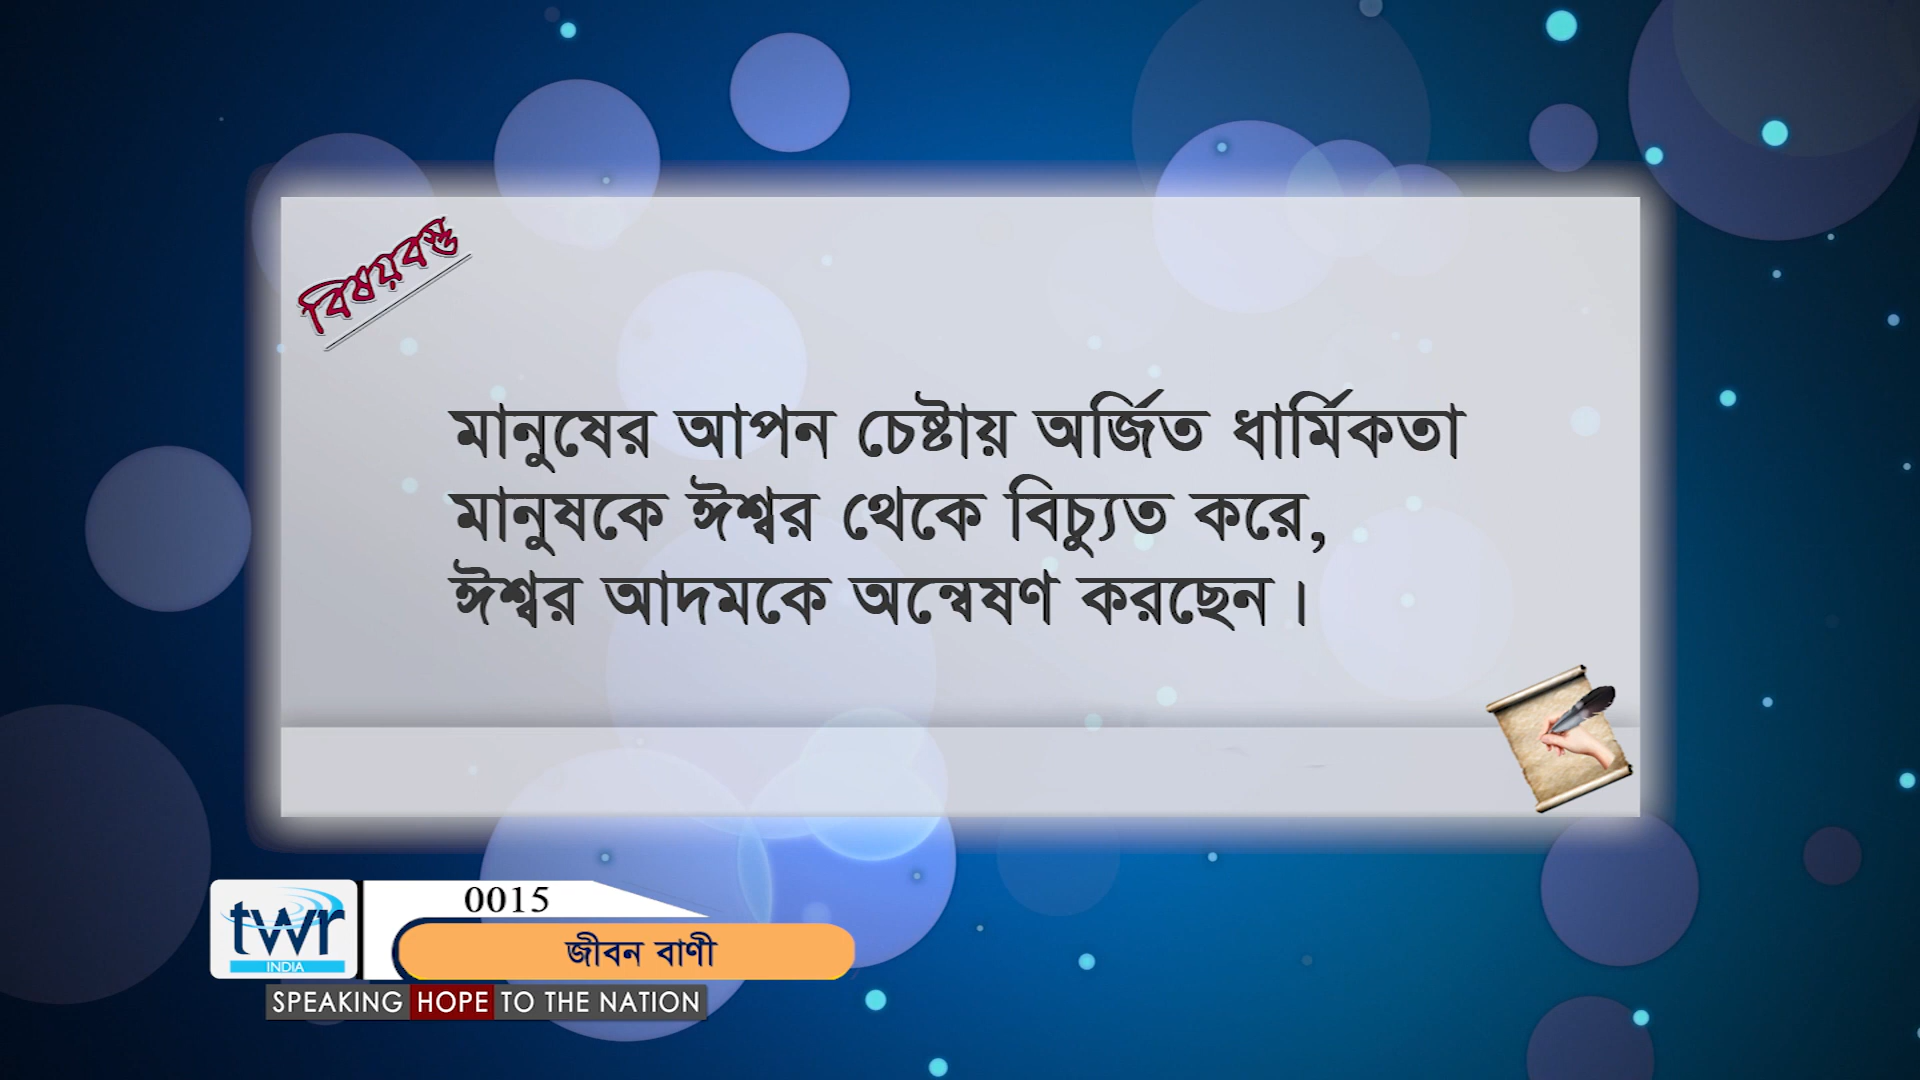 বিষয়বস্তু
মানুষের আপন চেষ্টায় অর্জিত ধার্মিকতা
মানুষকে ঈশ্বর থেকে বিচ্যুত করে,
ঈশ্বর আদমকে অন্বেষণ করছেন।
0015
twr
INDIA
জীবন বাণী
SPEAKING HOPE TO THE NATION